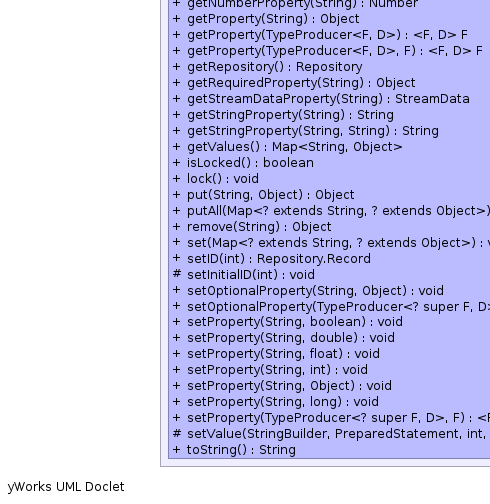 + getNumberProperty(String) : Number
+ getProperty(String) : Object
+ getProperty(TypeProducer<F, D>) : <F, D> F
+ getProperty(TypeProducer<F, D>, F) : <F, D> F
+ getRepository() : Repository
+ getRequiredProperty(String) : Object
+ getStreamDataProperty(String) : StreamData
+ getStringProperty(String) : String
+ getStringProperty(String, String) : String
+ getValues() : Map<String, Object>
+ isLocked() : boolean
+ lock() : void
+ put(String, Object) : Object
+ putAll(Map<? extends String, ? extends Object>)
+ remove(String) : Object
+ set(Map<? extends String, ? extends Object>) :
+ setID(int) : Repository.Record
# setInitialID(int) : void
+ setOptionalProperty(String, Object) : void
+ setOptionalProperty(TypeProducer<? super F, D>
+ setProperty(String, boolean) : void
+ setProperty(String, double) : void
+ setProperty(String, float) : void
+ setProperty(String, int) : void
+ setProperty(String, Object) : void
+ setProperty(String, long) : void
+ setProperty(TypeProducer<? super F, D>, F) : <F
# setValue(StringBuilder, PreparedStatement, int,
+ toString() : String
yWorks UML Doclet